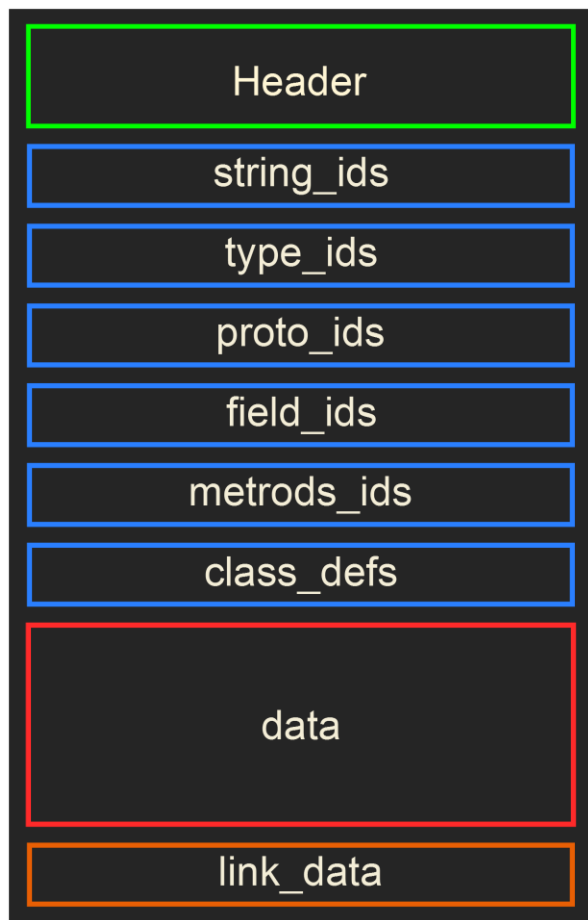 Header
string_ids
type_ids
proto_ids
field_ids
metrods_ids
class_defs
data
link_data